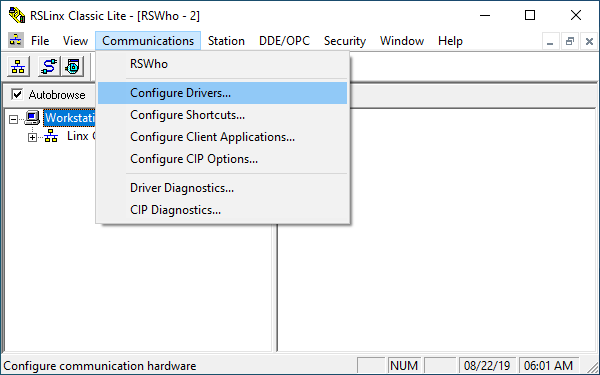 RSLinx Classic Lite - [RSWho - 2]
File View Communications Station DDE/OPC Security Window Help
RSWho
Autobrowse
Configure Drivers...
Workstati
Configure Shortcuts...
Linx
Configure Client Applications...
Configure CIP Options...
Driver Diagnostics...
CIP Diagnostics...
Configure communication hardware NUM 08/22/19 06:01 AM